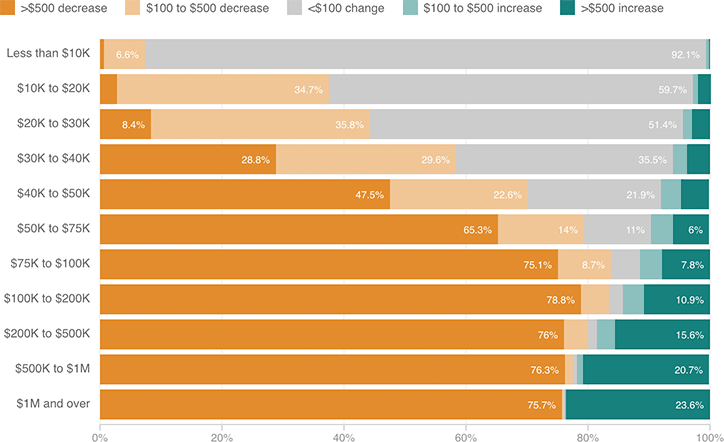 >$500 decrease $100 to $500 decrease <$100 change $100 to $500 increase >$500 increase
Less than $10K 6.6% 92.1%
$10K to $20K 34.7% 59.7%
$20K to $30K 8.4% 35.8% 51.4%
$30K to $40K 28.8% 29.6% 35.5%
$40K to $50K 47.5% 22.6% 21.9%
$50K to $75K 65.3% 14% 11% 6%
$75K to $100K 75.1% 8.7% 7.8%
$100K to $200K 78.8% 10.9%
$200K to $500K 76% 15.6%
$500K to $1M 76.3% 20.7%
$1M and over 75.7% 23.6%
0% 20% 40% 60% 80% 100%